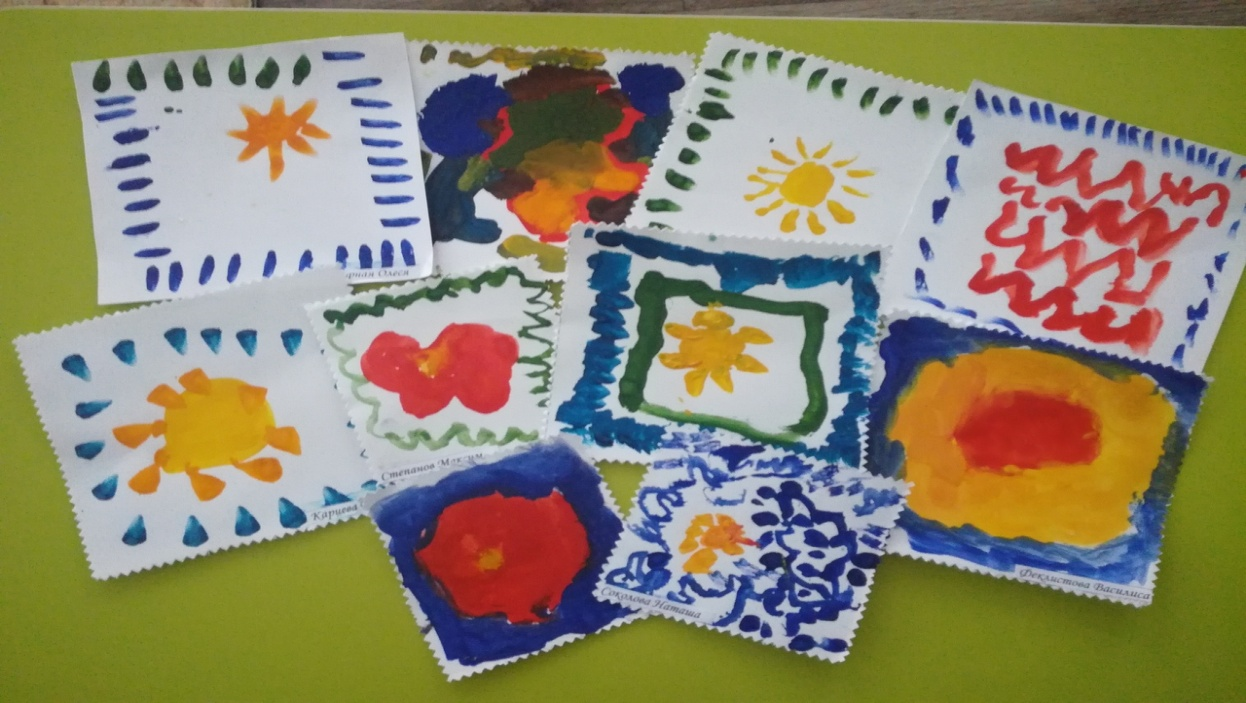 Олеся
Степанов Максим
Карцева
Феклистова Василиса
Соколова Наташа